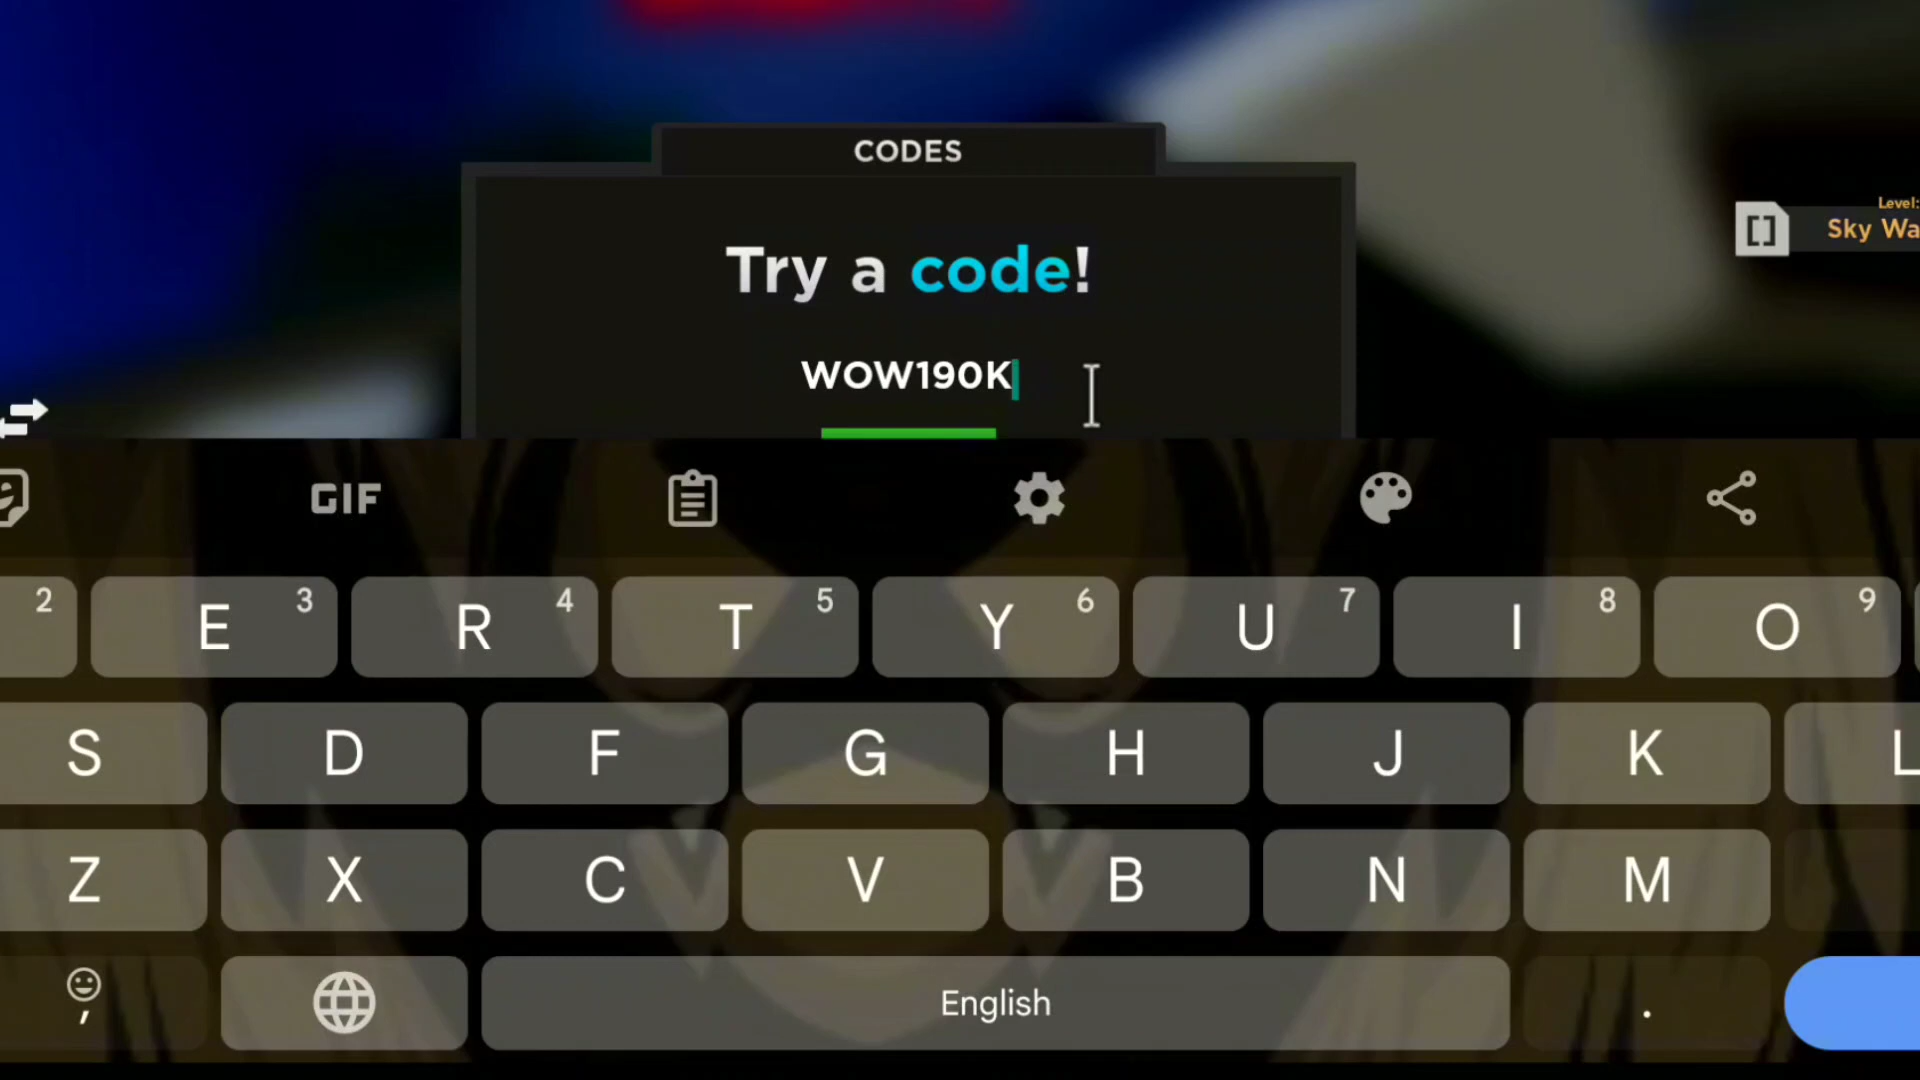 CODES
Try a code!
WOW190K
Level:
Sky Wa
GIF
2 E 3 R 4 T 5 Y 6 U 7 I 8 O 9
S D F G H J K L
Z X C V B N M
, English .